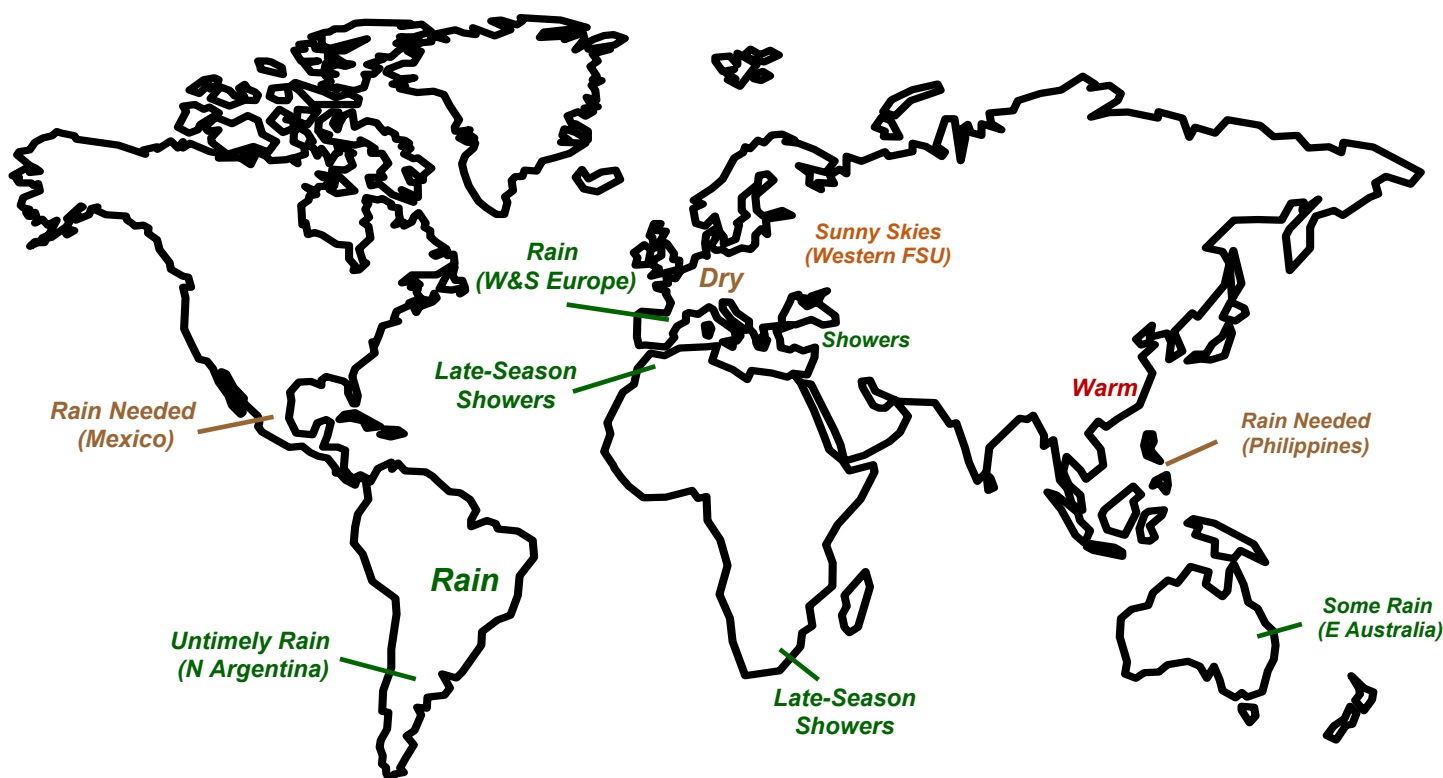 Sunny Skies
(Western FSU)
Rain
(W&S Europe)
Dry
Showers
Late-Season
Showers
Warm
Rain Needed
(Mexico)
Rain Needed
(Philippines)
Rain
Some Rain
(E Australia)
Untimely Rain
(N Argentina)
Late-Season
Showers